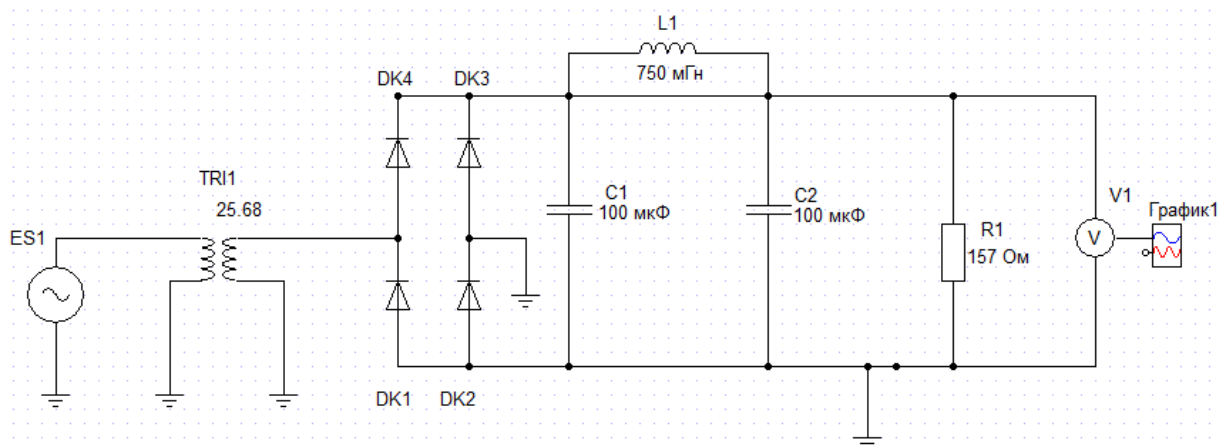 L1
750 мГн
DK4 DK3
TRI1
25.68
ES1
C1
100 мкФ
C2
100 мкФ
R1
157 Ом
V1
График1
V
DK1 DK2